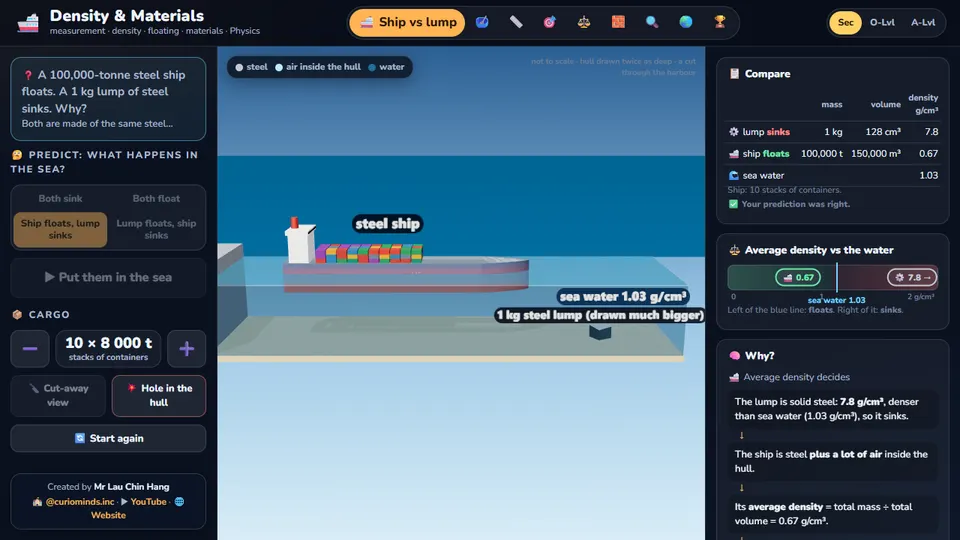 Density & Materials
measurement · density · floating · materials · Physics
Ship vs lump
Sec
O-Lvl
A-Lvl
❓ A 100,000-tonne steel ship
floats. A 1 kg lump of steel
sinks. Why?
Both are made of the same steel…
PREDICT: WHAT HAPPENS IN
THE SEA?
Both sink
Both float
Ship floats, lump
sinks
Lump floats, ship
sinks
▶ Put them in the sea
CARGO
−
10 × 8 000 t
stacks of containers
+
Cut-away
view
Hole in the
hull
Start again
Created by Mr Lau Chin Hang
@curiominds.inc · ▶ YouTube ·
Website
steel
air inside the hull
water
not to scale · hull drawn twice as deep · a cut
through the harbour
steel ship
sea water 1.03 g/cm³
1 kg steel lump (drawn much bigger)
Compare
mass volume density
g/cm³
lump sinks 1 kg 128 cm³ 7.8
ship floats 100,000 t 150,000 m³ 0.67
sea water 1.03
Ship: 10 stacks of containers.
✅ Your prediction was right.
Average density vs the water
0.67
7.8 →
0 1 2 g/cm³
sea water 1.03
Left of the blue line: floats. Right of it: sinks.
Why?
Average density decides
The lump is solid steel: 7.8 g/cm³, denser
than sea water (1.03 g/cm³), so it sinks.
↓
The ship is steel plus a lot of air inside the
hull.
↓
Its average density = total mass ÷ total
volume = 0.67 g/cm³.
↓